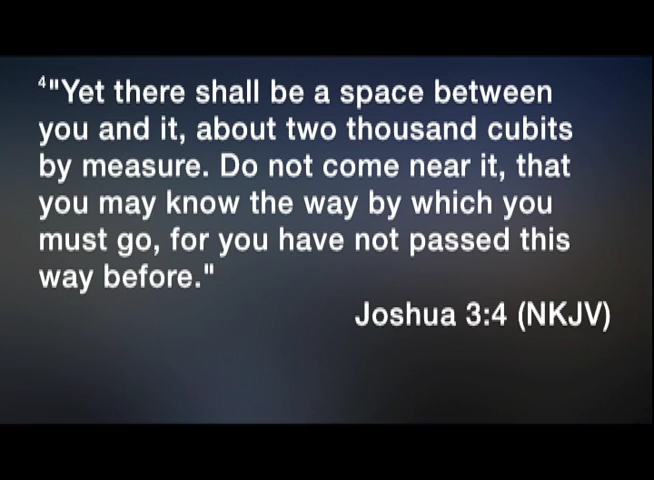 ⁴"Yet there shall be a space between
you and it, about two thousand cubits
by measure. Do not come near it, that
you may know the way by which you
must go, for you have not passed this
way before."
Joshua 3:4 (NKJV)